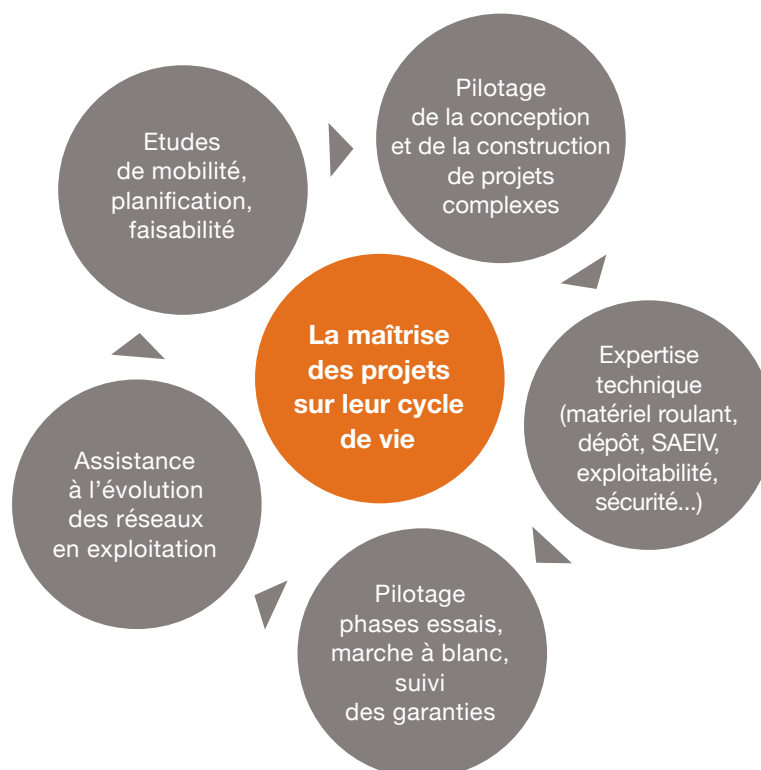 Etudes
de mobilité,
planification,
faisabilité
Pilotage
de la conception
et de la construction
de projets
complexes
Expertise
technique
(matériel roulant,
dépôt, SAEIV,
exploitabilité,
sécurité...)
Pilotage
phases essais,
marche à blanc,
suivi
des garanties
Assistance
à l’évolution
des réseaux
en exploitation
La maîtrise
des projets
sur leur cycle
de vie